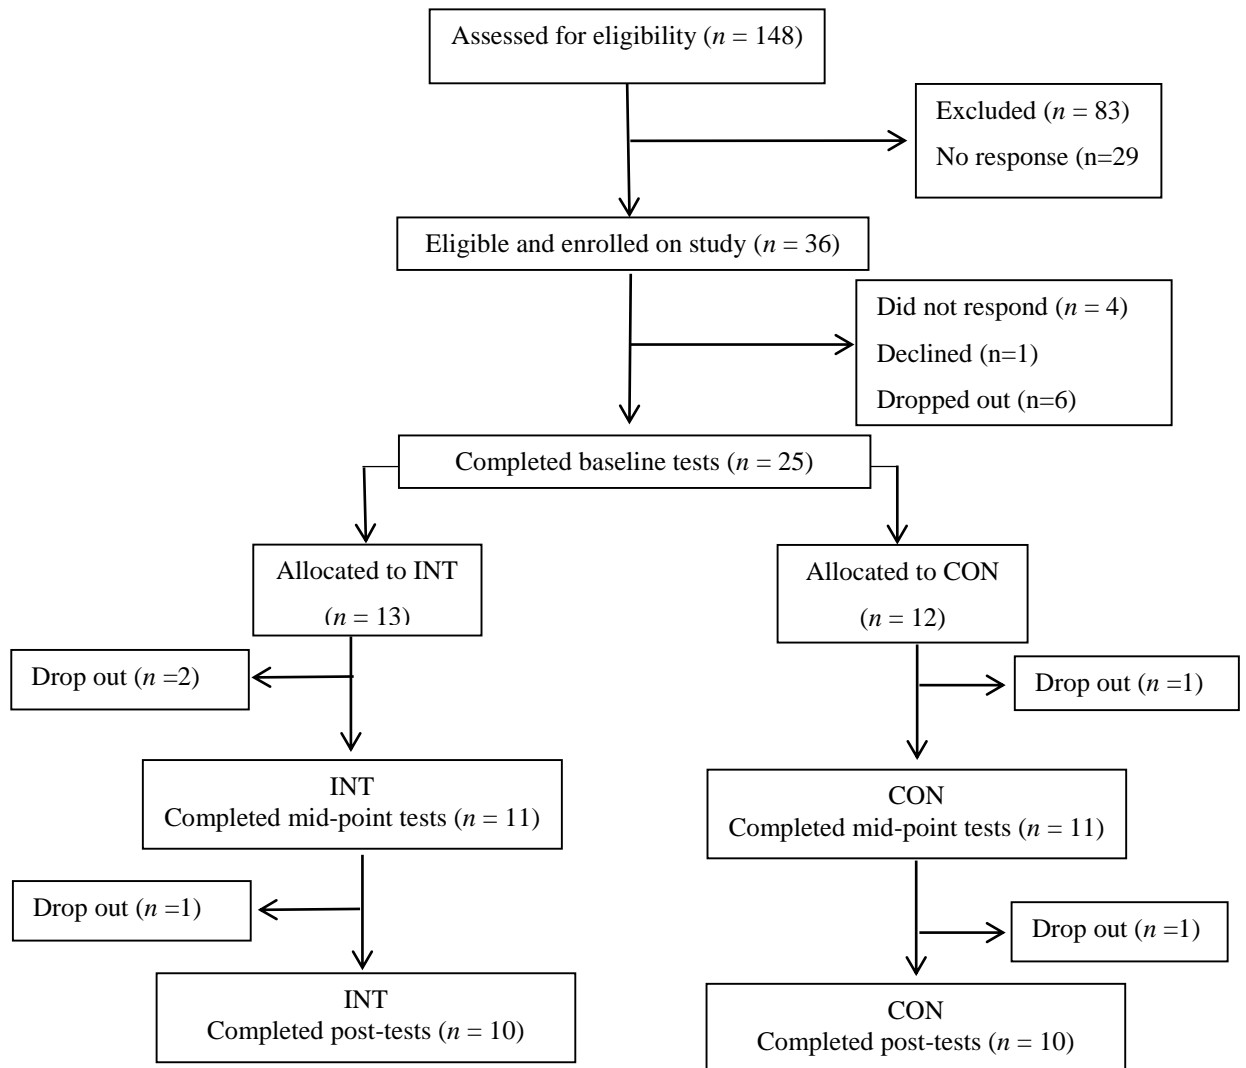 Assessed for eligibility (n = 148)
Excluded (n = 83)
No response (n=29
Eligible and enrolled on study (n = 36)
Did not respond (n = 4)
Declined (n=1)
Dropped out (n=6)
Completed baseline tests (n = 25)
Allocated to INT
(n = 13)
Allocated to CON
(n = 12)
Drop out (n =2)
Drop out (n =1)
INT
Completed mid-point tests (n = 11)
CON
Completed mid-point tests (n = 11)
Drop out (n =1)
Drop out (n =1)
INT
Completed post-tests (n = 10)
CON
Completed post-tests (n = 10)